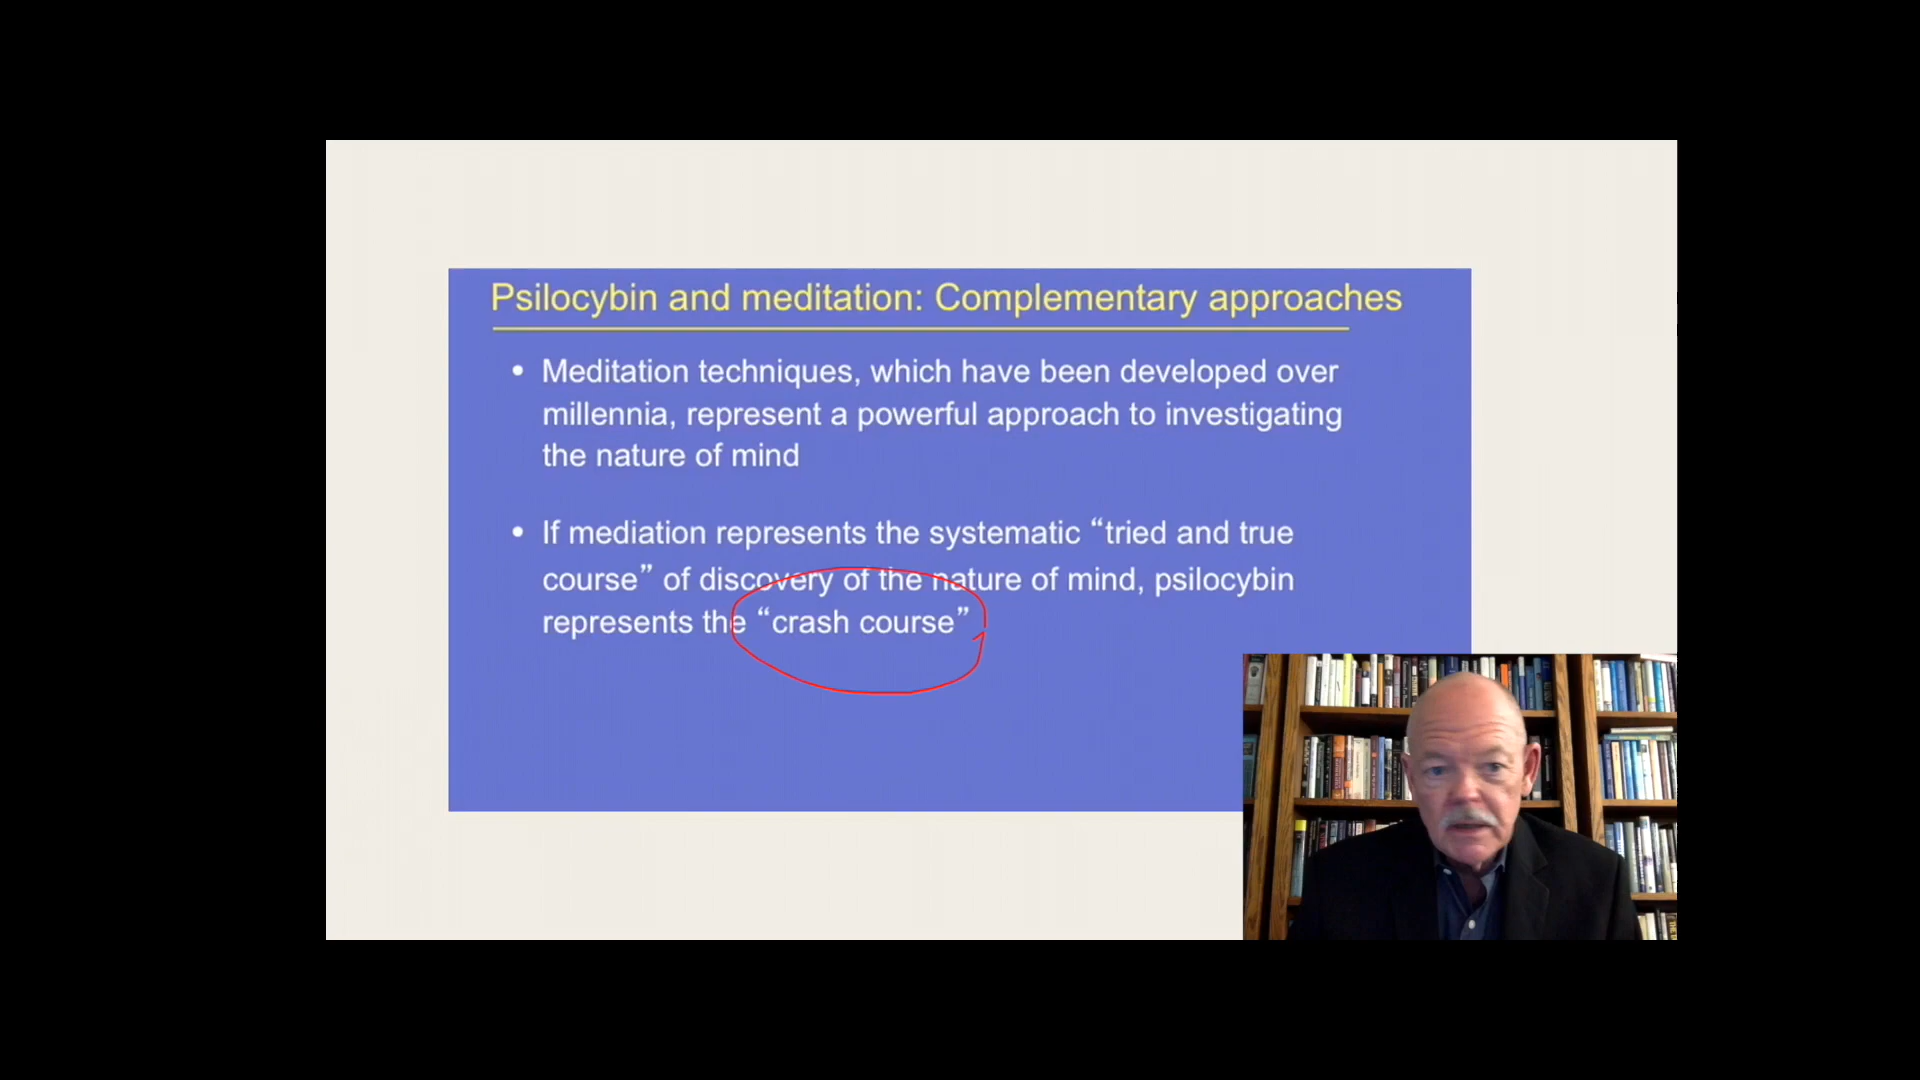 Psilocybin and meditation: Complementary approaches
• Meditation techniques, which have been developed over
millennia, represent a powerful approach to investigating
the nature of mind
• If mediation represents the systematic “tried and true
course” of discovery of the nature of mind, psilocybin
represents the “crash course”